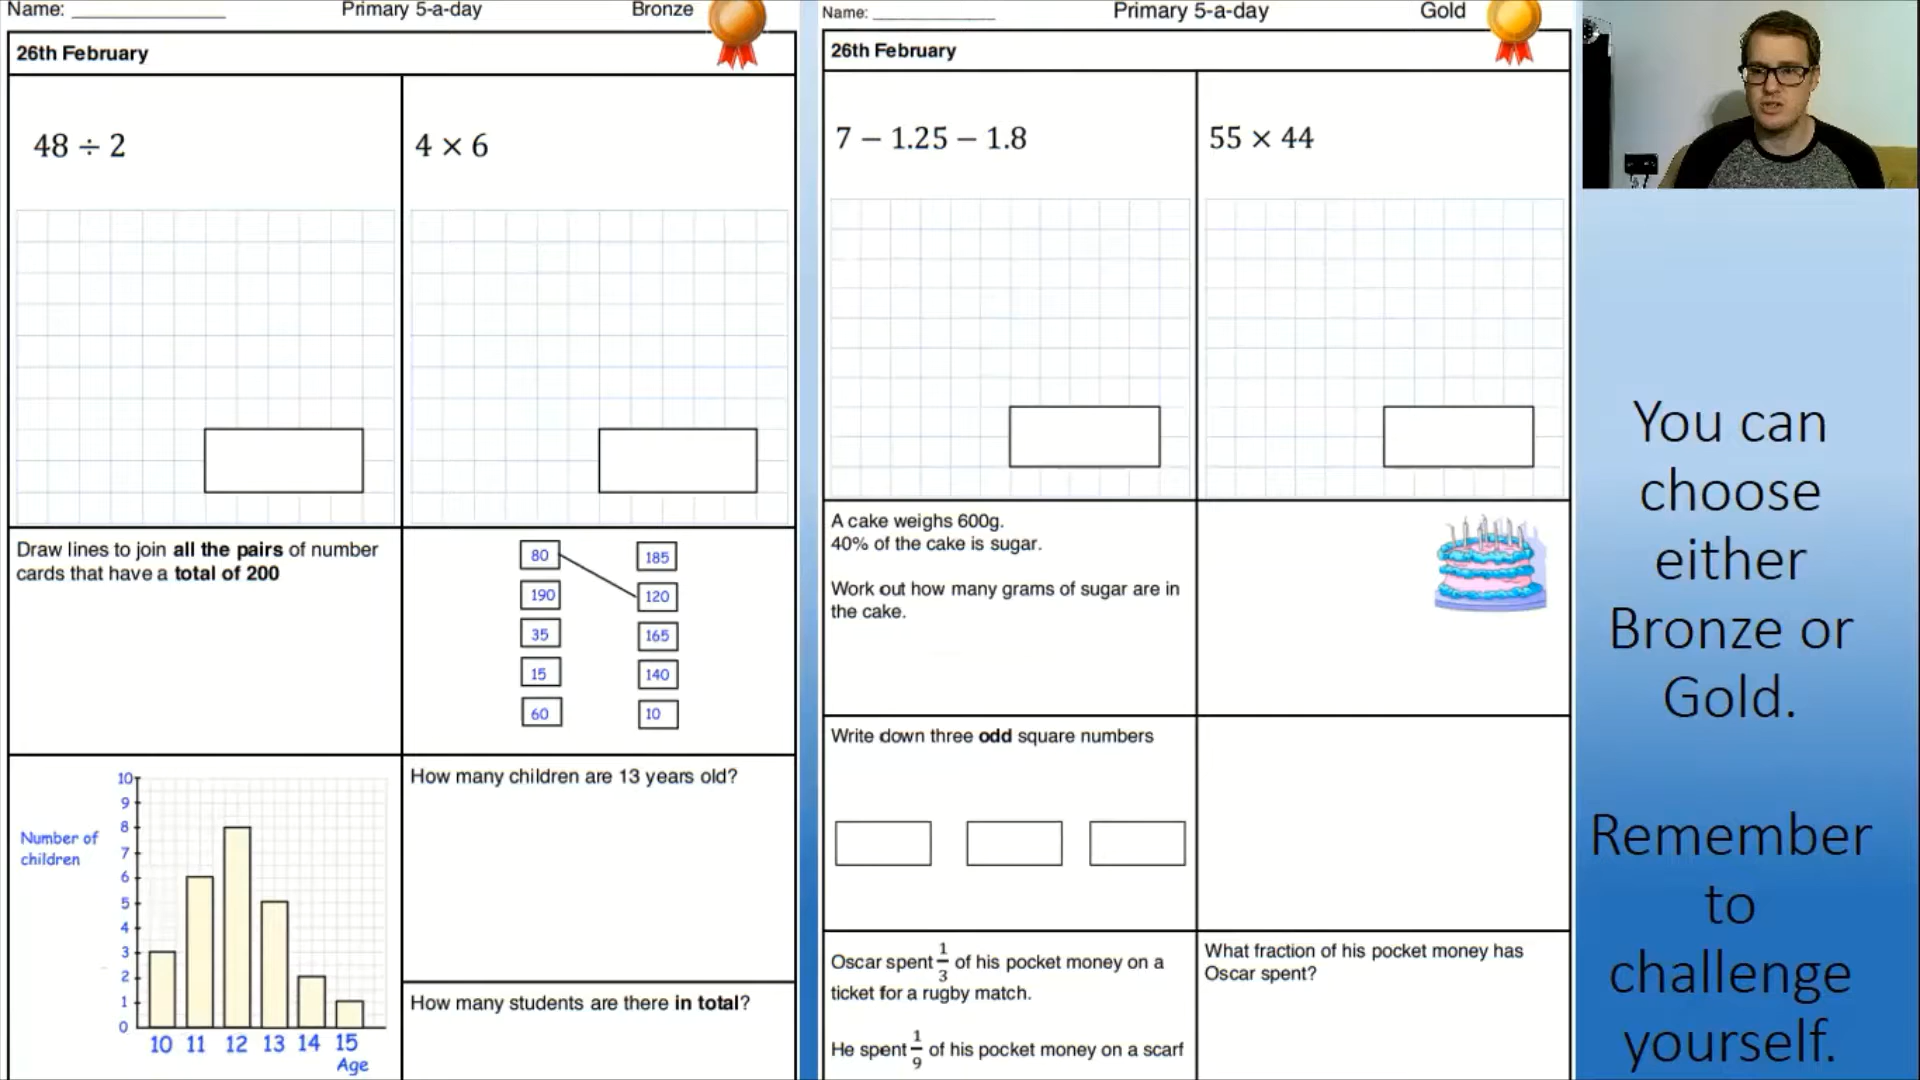 Name: ________________ Primary 5-a-day Bronze
26th February
48 ÷ 2
4 × 6
Draw lines to join all the pairs of number
cards that have a total of 200
80 185
190 120
35 165
15 140
60 10
10
9
8
7
6
5
4
3
2
1
0
Number of
children
10 11 12 13 14 15
Age
How many children are 13 years old?
How many students are there in total?
Name: ______________ Primary 5-a-day Gold
26th February
7 − 1.25 − 1.8
55 × 44
A cake weighs 600g.
40% of the cake is sugar.
Work out how many grams of sugar are in
the cake.
Write down three odd square numbers
Oscar spent 1/3 of his pocket money on a
ticket for a rugby match.
He spent 1/9 of his pocket money on a scarf
What fraction of his pocket money has
Oscar spent?
You can
choose
either
Bronze or
Gold.
Remember
to
challenge
yourself.